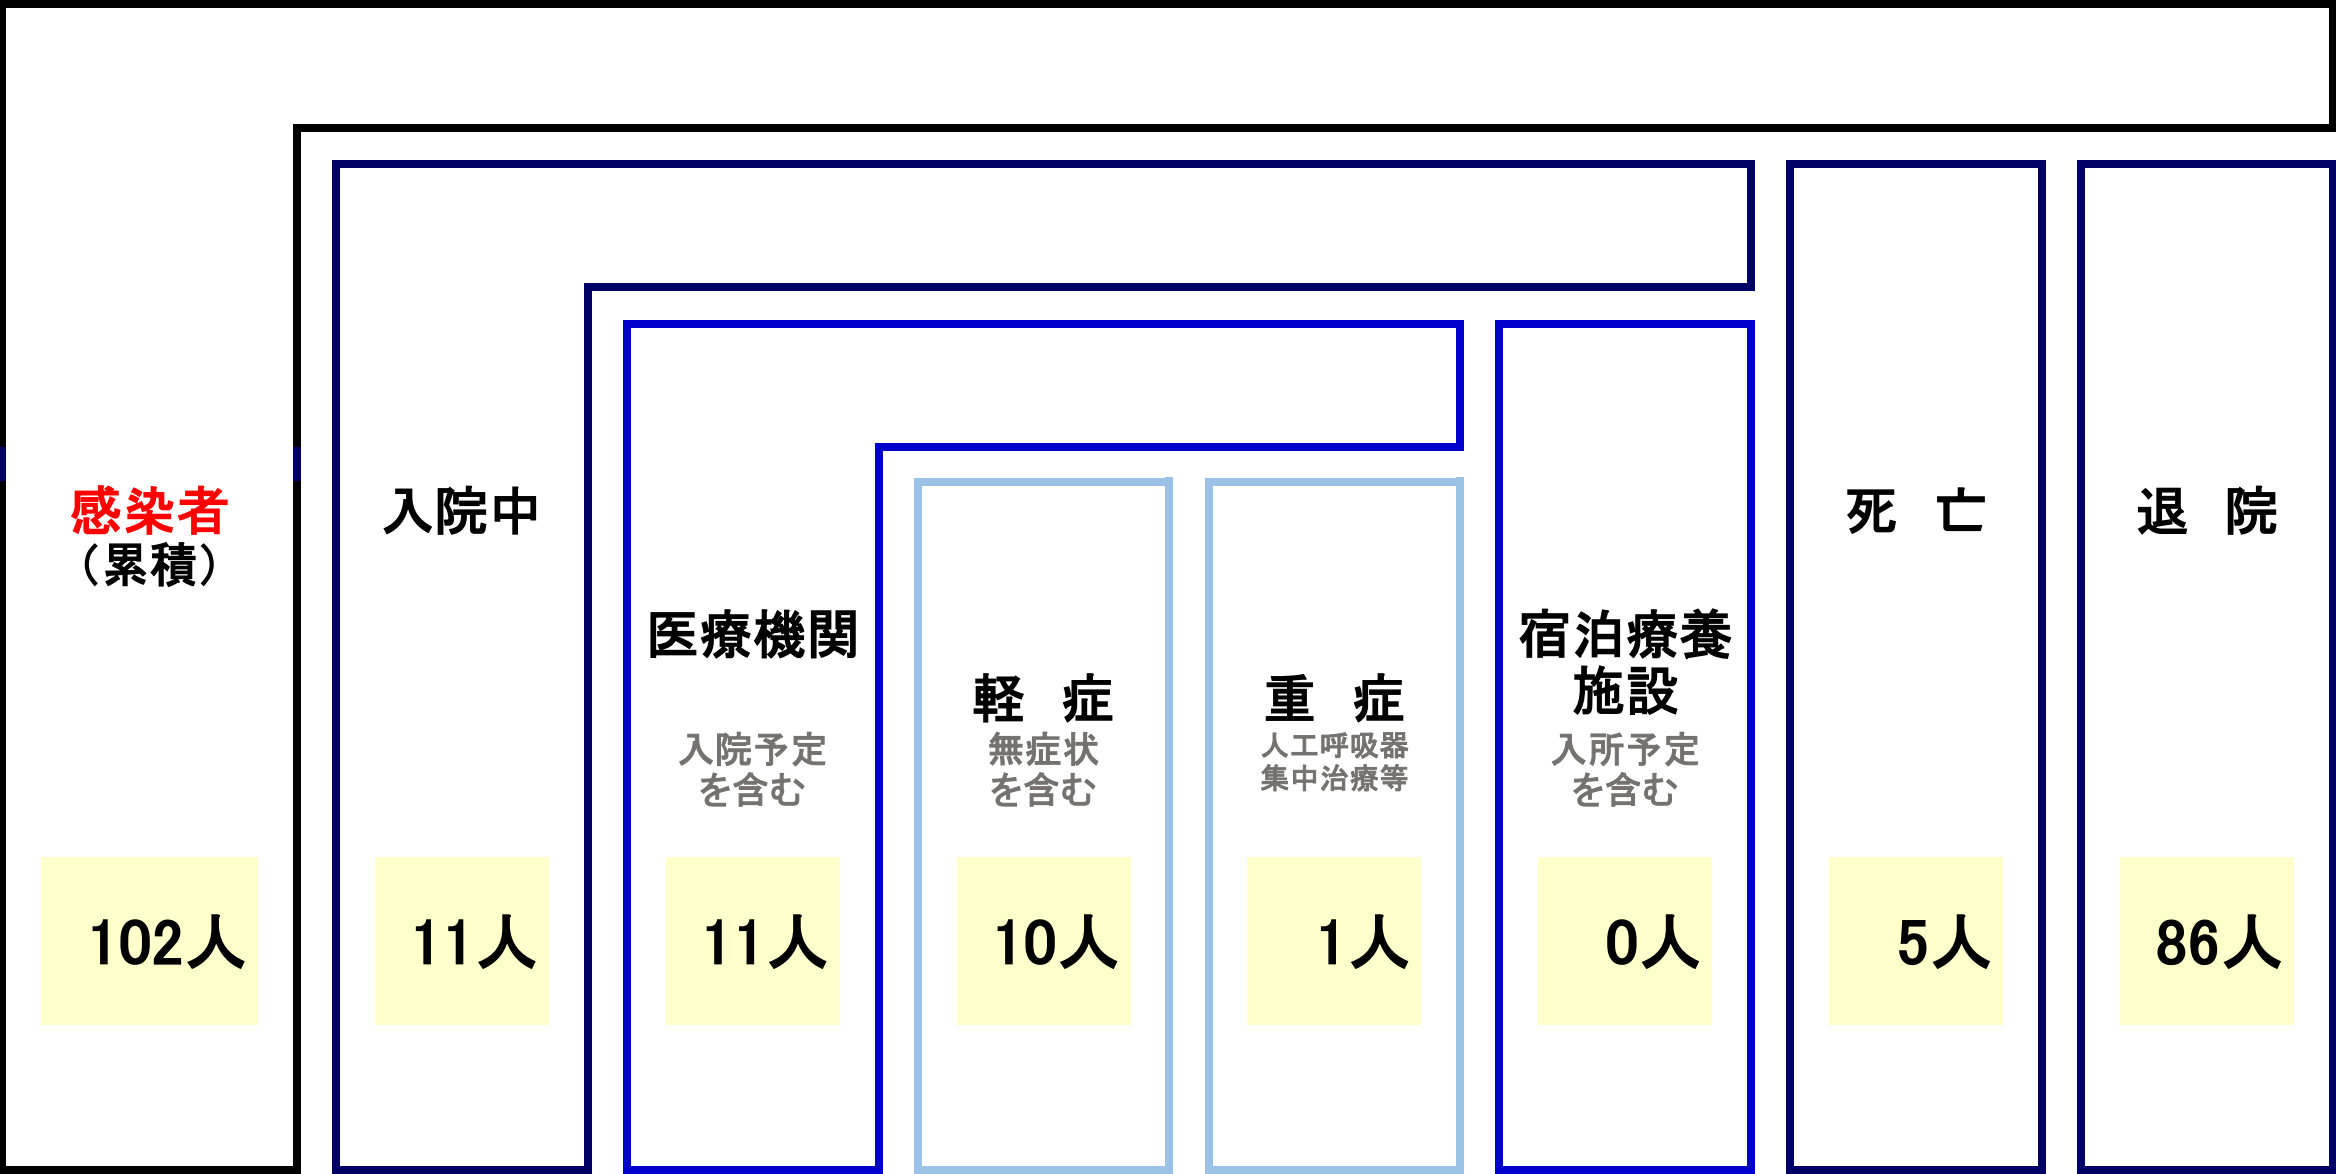 感染者
（累積）
102人
入院中
11人
医療機関
入院予定
を含む
11人
軽 症
無症状
を含む
10人
重 症
人工呼吸器
集中治療等
1人
宿泊療養
施設
入所予定
を含む
0人
死 亡
5人
退 院
86人